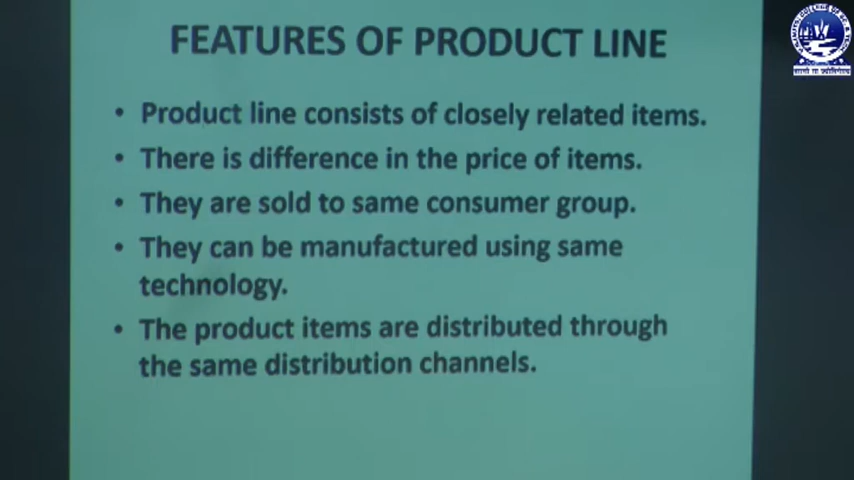 FEATURES OF PRODUCT LINE
• Product line consists of closely related items.
• There is difference in the price of items.
• They are sold to same consumer group.
• They can be manufactured using same
technology.
• The product items are distributed through
the same distribution channels.